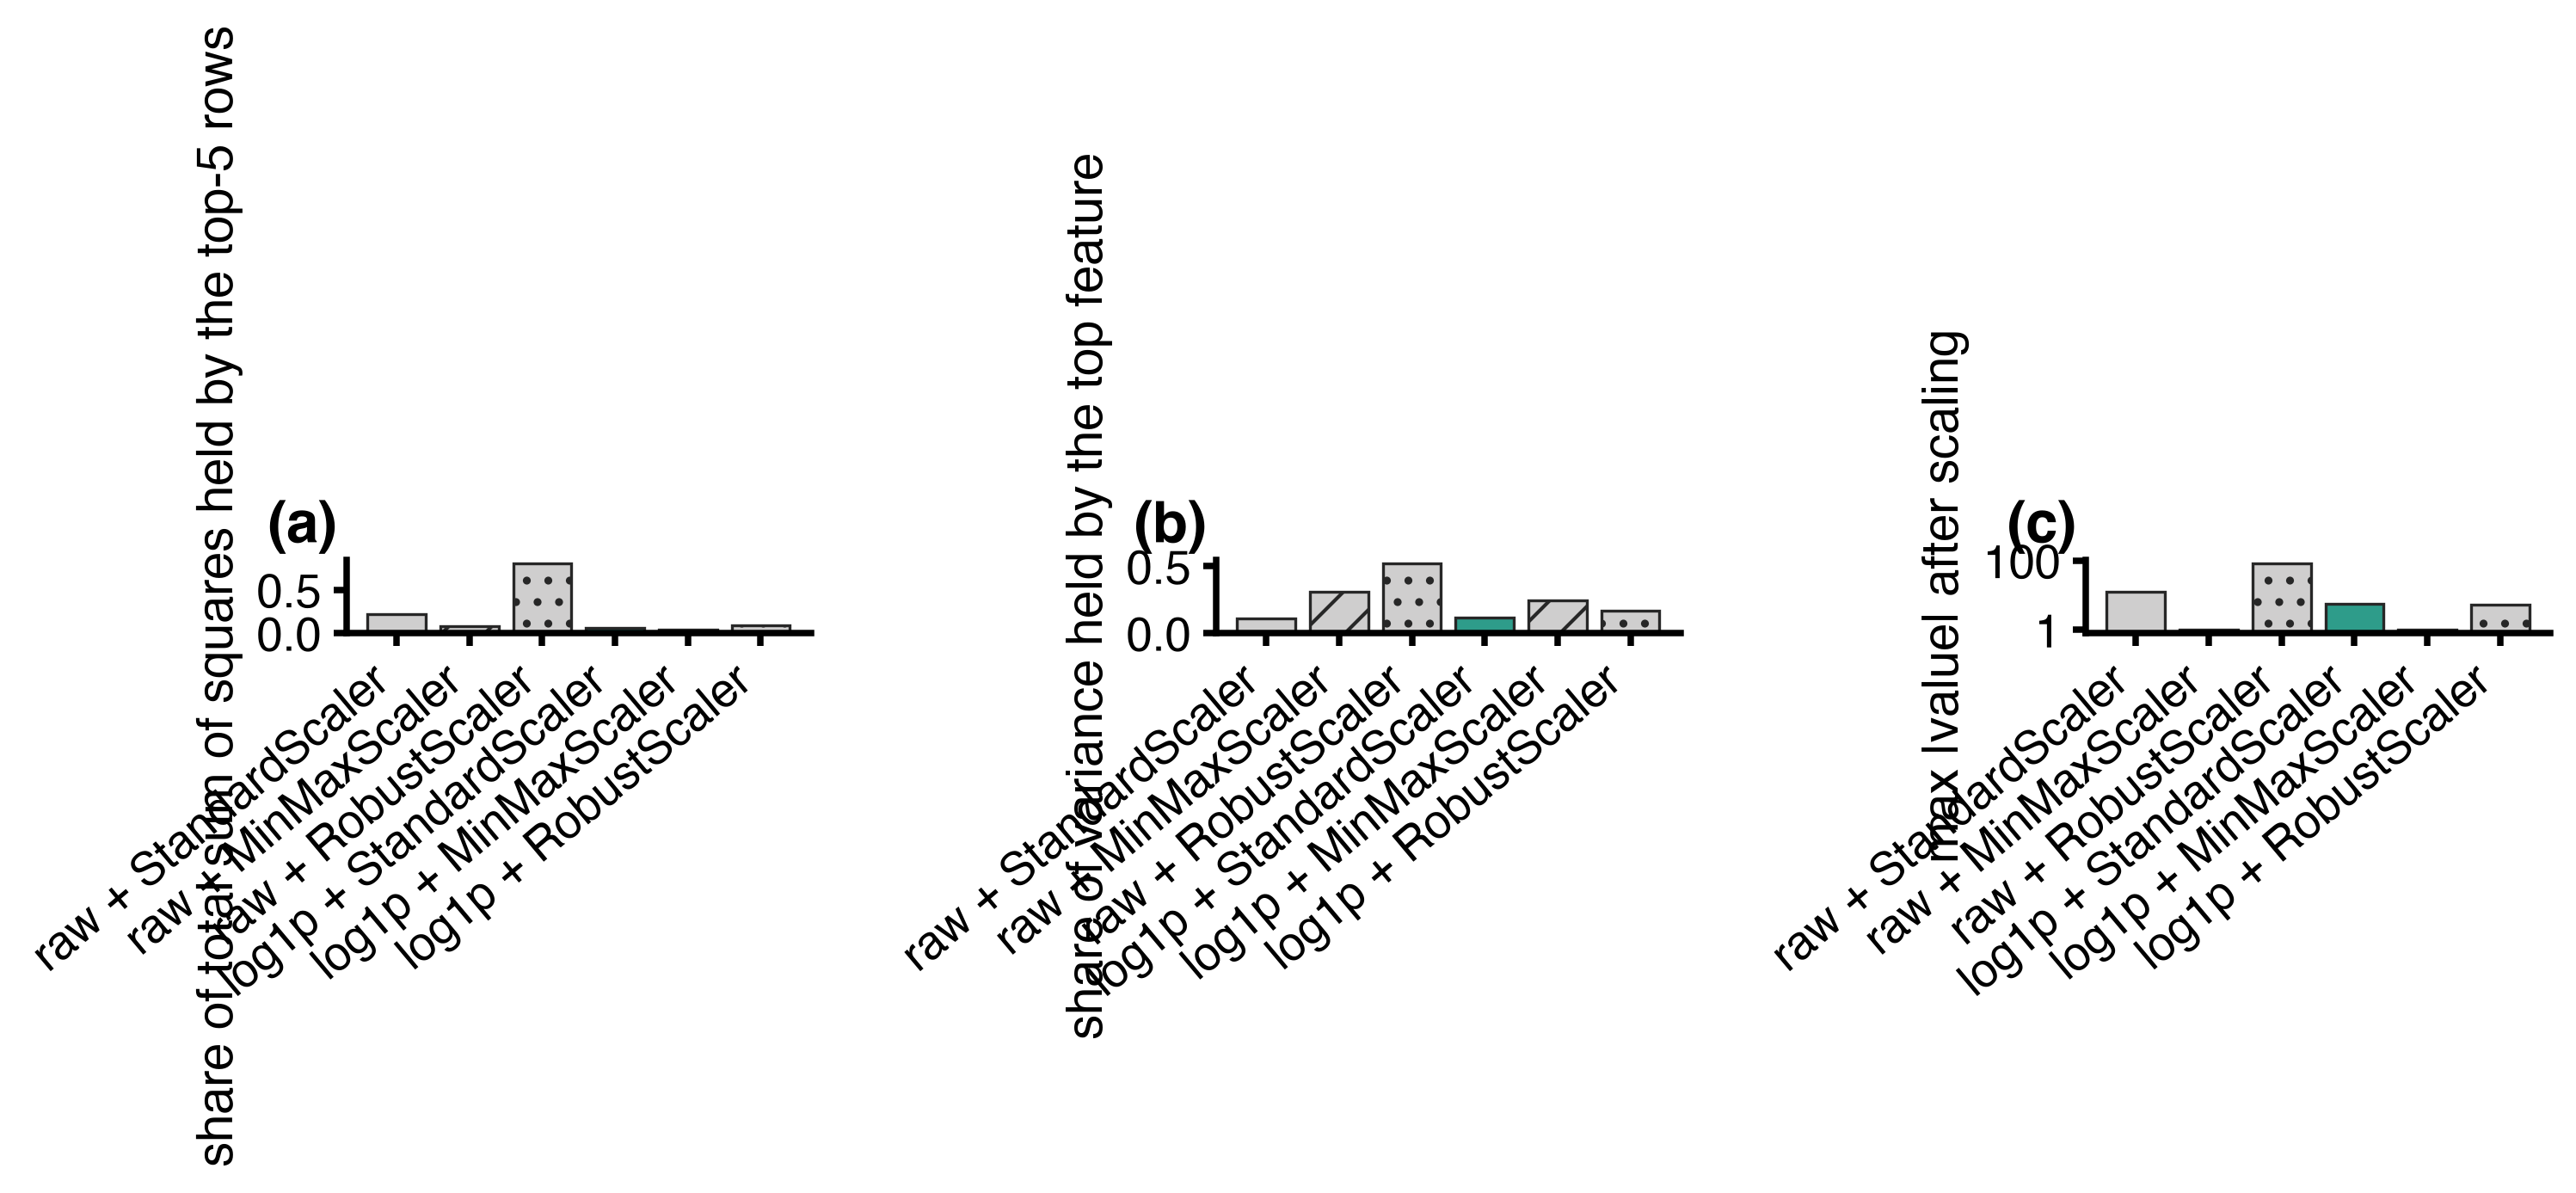 share of total sum of squares held by the top-5 rows
(a)
0.5
0.0
raw + StandardScaler
raw + MinMaxScaler
raw + RobustScaler
log1p + StandardScaler
log1p + MinMaxScaler
log1p + RobustScaler
share of variance held by the top feature
(b)
0.5
0.0
raw + StandardScaler
raw + MinMaxScaler
raw + RobustScaler
log1p + StandardScaler
log1p + MinMaxScaler
log1p + RobustScaler
max |value| after scaling
(c)
100
1
raw + StandardScaler
raw + MinMaxScaler
raw + RobustScaler
log1p + StandardScaler
log1p + MinMaxScaler
log1p + RobustScaler